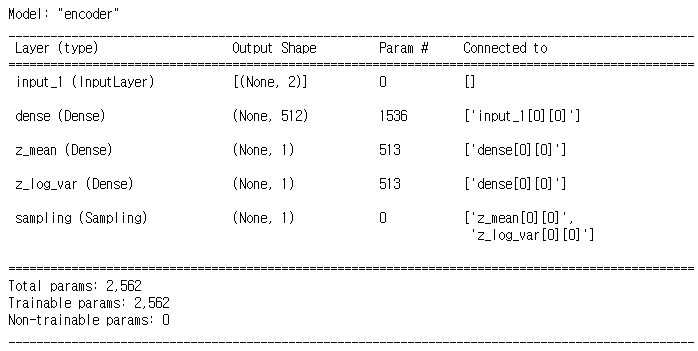 Model: "encoder"
__________________________________________________________________________________________________
Layer (type) Output Shape Param # Connected to
==================================================================================================
input_1 (InputLayer) [(None, 2)] 0 []
dense (Dense) (None, 512) 1536 ['input_1[0][0]']
z_mean (Dense) (None, 1) 513 ['dense[0][0]']
z_log_var (Dense) (None, 1) 513 ['dense[0][0]']
sampling (Sampling) (None, 1) 0 ['z_mean[0][0]',
'z_log_var[0][0]']
==================================================================================================
Total params: 2,562
Trainable params: 2,562
Non-trainable params: 0
__________________________________________________________________________________________________